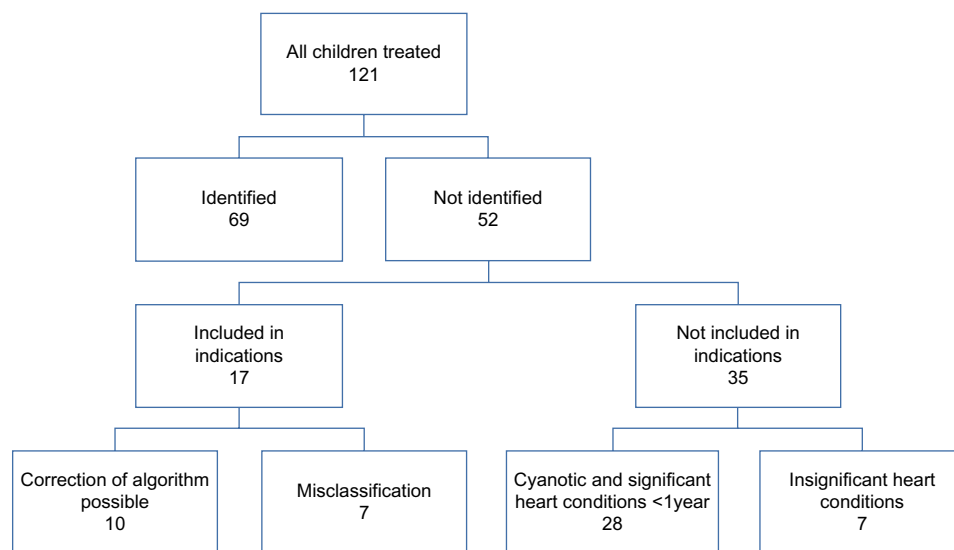 All children treated
121
Identified
69
Not identified
52
Included in
indications
17
Not included in
indications
35
Correction of algorithm
possible
10
Misclassification
7
Cyanotic and significant
heart conditions <1year
28
Insignificant heart
conditions
7